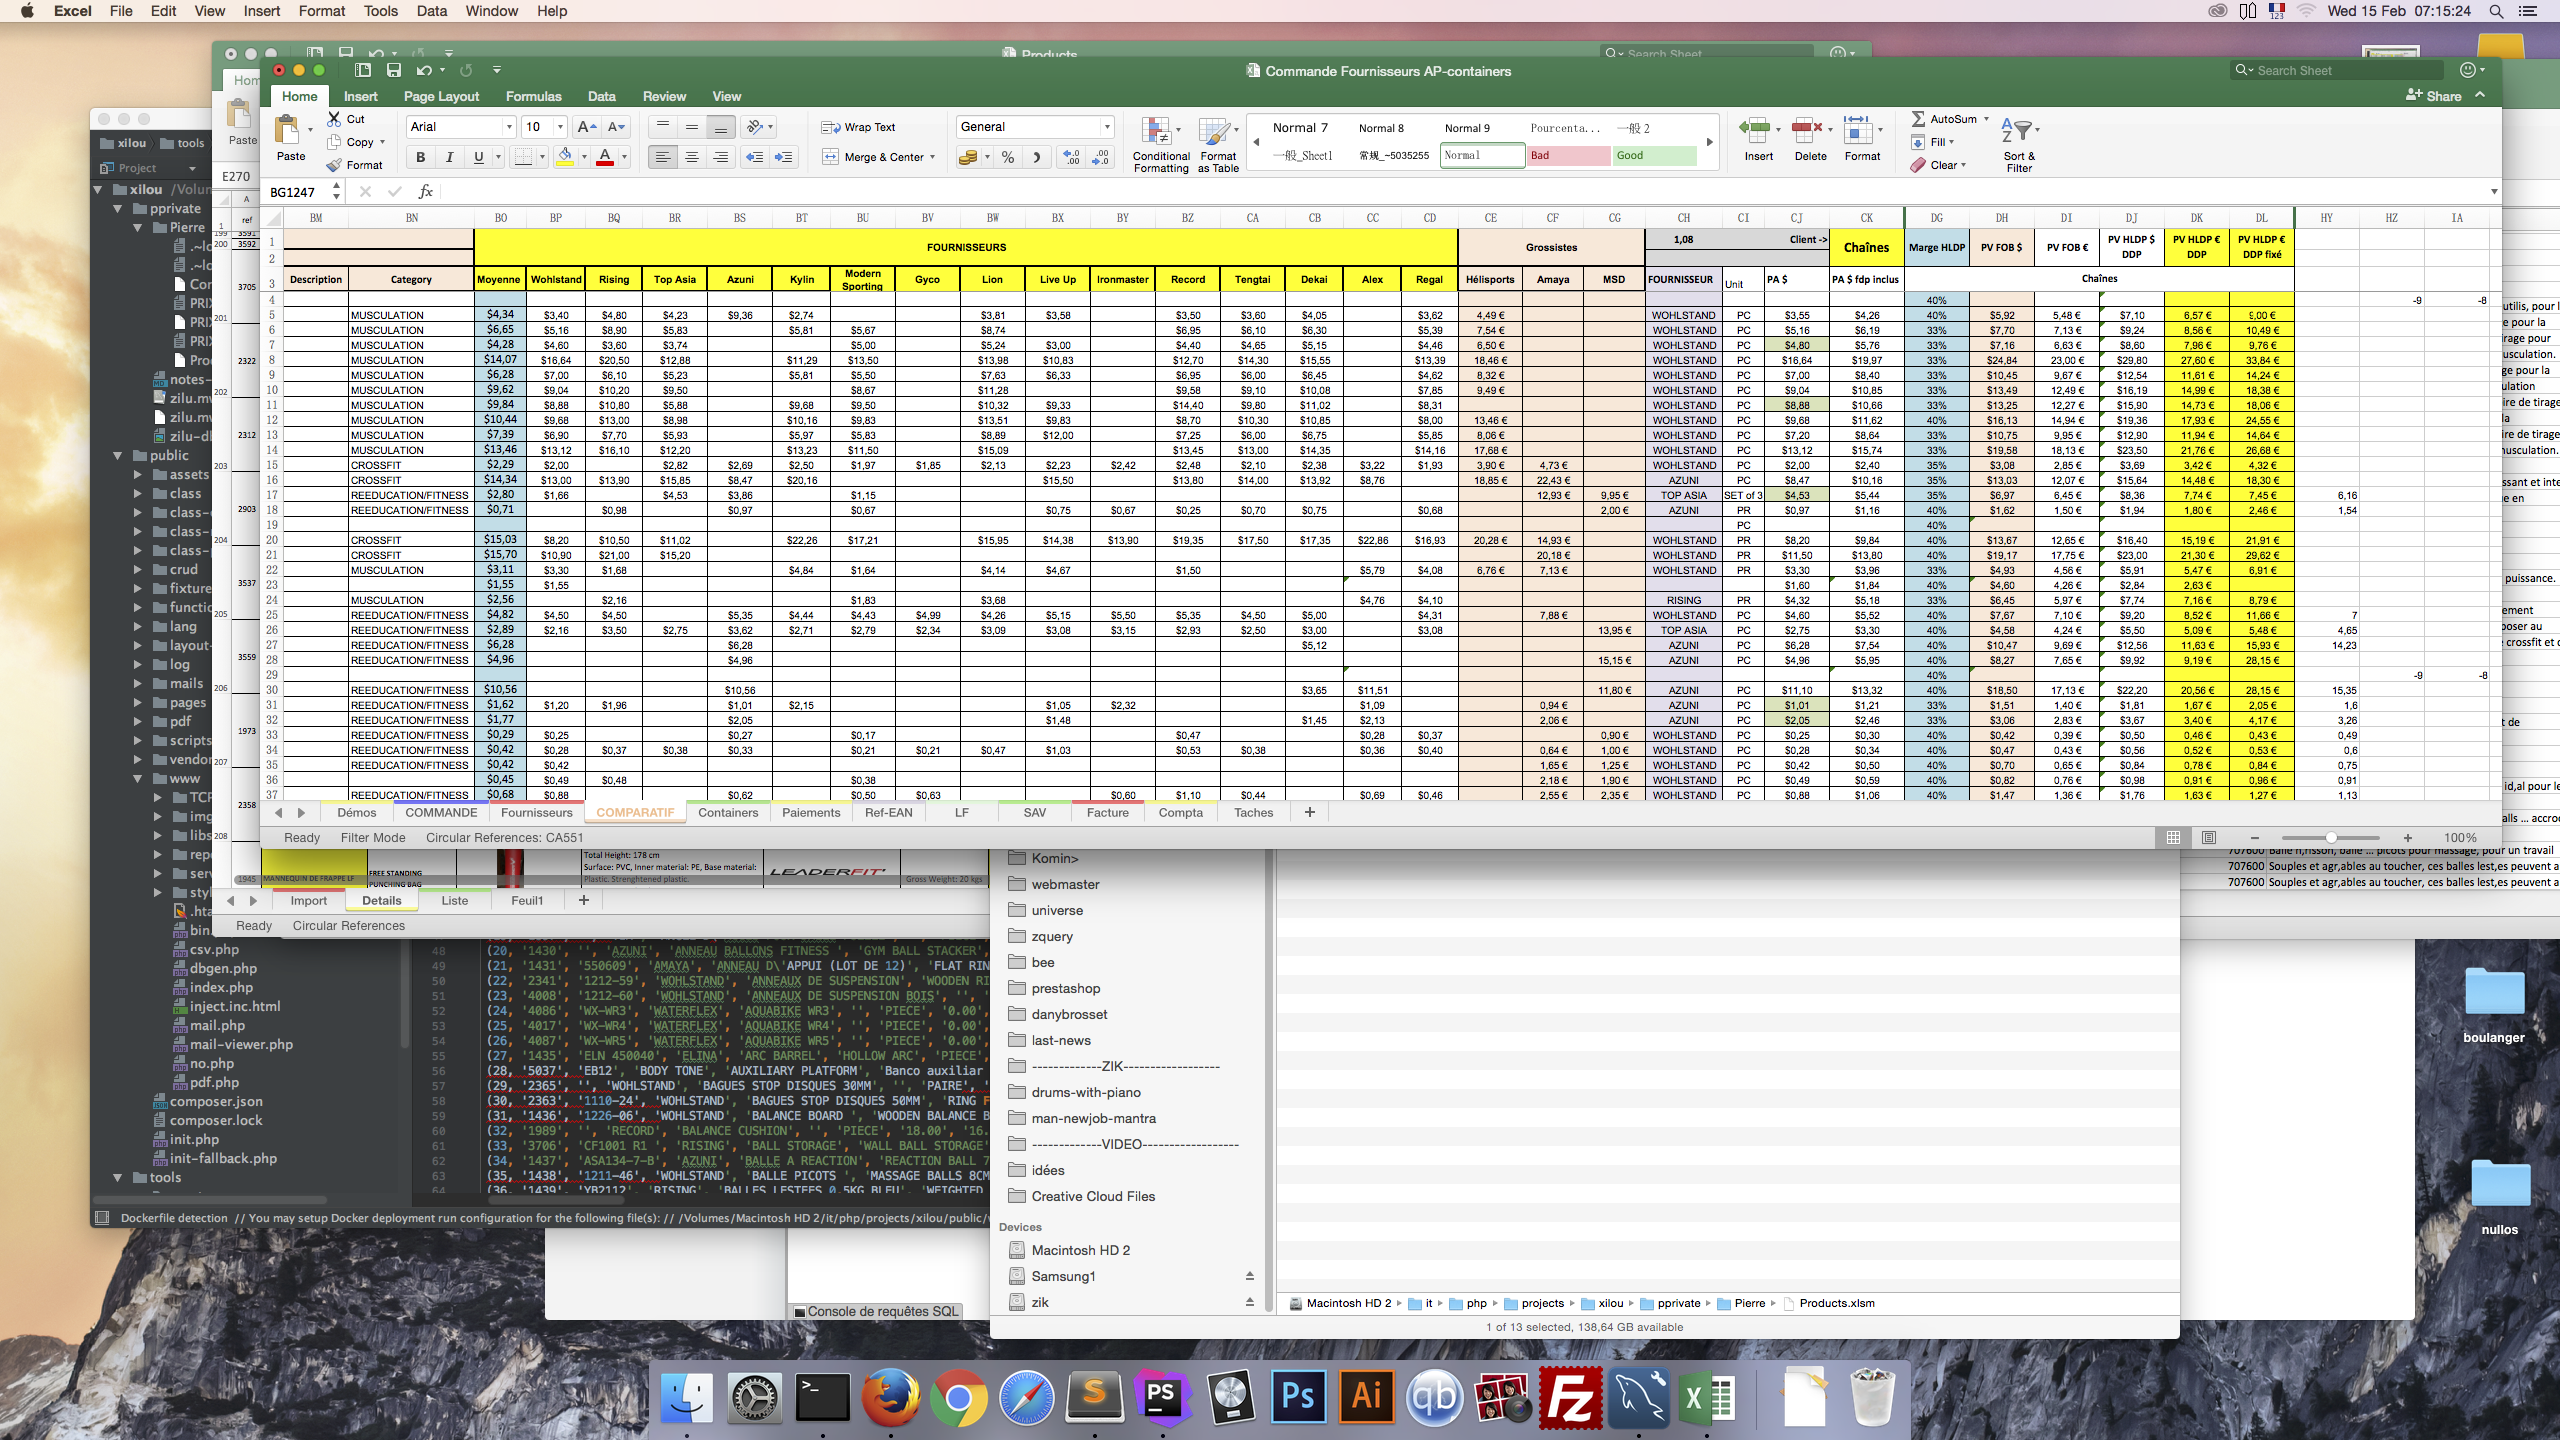 Excel File Edit View Insert Format Tools Data Window Help
Wed 15 Feb 07:15:24
Products
Search Sheet
Commande Fournisseurs AP-containers
Search Sheet
Home Insert Page Layout Formulas Data Review View
Share
Paste
Cut
Copy
Format
Arial 10
Wrap Text
Merge & Center
General
Conditional Formatting
Format as Table
Normal 7 Normal 8 Normal 9 Pourcenta... 一般 2
一般_Sheet1 常规_~5035255 Normal Bad Good
Insert Delete Format
AutoSum
Fill
Clear
Sort & Filter
BG1247
fx
BM BN BO BP BQ BR BS BT BU BV BW BX BY BZ CA CB CC CD CE CF CG CH CI CJ CK DG DH DI DJ DK DL HY HZ IA
FOURNISSEURS Grossistes 1,08 Client -> Chaînes Marge HLDP PV FOB $ PV FOB € PV HLDP $ DDP PV HLDP € DDP PV HLDP € DDP fixé
3 Description Category Moyenne Wohlstand Rising Top Asia Azuni Kylin Modern Sporting Gyco Lion Live Up Ironmaster Record Tengtai Dekai Alex Regal Hélisports Amaya MSD FOURNISSEUR Unit PA $ PA $ fdp inclus Chaînes
4 40% -9 -8
5 MUSCULATION $4,34 $3,40 $4,80 $4,23 $9,36 $2,74 $3,81 $3,58 $3,50 $3,60 $4,05 $3,62 4,49 € WOHLSTAND PC $3,55 $4,26 40% $5,92 5,48 € $7,10 6,57 € 9,00 €
6 MUSCULATION $6,65 $5,16 $8,90 $5,83 $5,81 $5,67 $8,74 $6,95 $6,10 $6,30 $5,39 7,54 € WOHLSTAND PC $5,16 $6,19 33% $7,70 7,13 € $9,24 8,56 € 10,49 €
7 MUSCULATION $4,28 $4,60 $3,60 $3,74 $5,00 $5,24 $3,00 $4,40 $4,65 $5,15 $4,46 6,50 € WOHLSTAND PC $4,80 $5,76 33% $7,16 6,63 € $8,60 7,96 € 9,76 €
8 MUSCULATION $14,07 $16,64 $20,50 $12,88 $11,29 $13,50 $13,98 $10,83 $12,70 $14,30 $15,55 $13,39 18,46 € WOHLSTAND PC $16,64 $19,97 33% $24,84 23,00 € $29,80 27,60 € 33,84 €
9 MUSCULATION $6,28 $7,00 $6,10 $5,23 $5,81 $5,50 $7,63 $6,33 $6,95 $6,00 $6,45 $4,62 8,32 € WOHLSTAND PC $7,00 $8,40 33% $10,45 9,67 € $12,54 11,61 € 14,24 €
10 MUSCULATION $9,62 $9,04 $10,20 $9,50 $8,67 $11,28 $9,58 $9,10 $10,08 $7,85 9,49 € WOHLSTAND PC $9,04 $10,85 33% $13,49 12,49 € $16,19 14,99 € 18,38 €
11 MUSCULATION $9,84 $8,88 $10,80 $5,88 $9,68 $9,50 $10,32 $9,33 $14,40 $9,80 $11,02 $8,31 WOHLSTAND PC $8,88 $10,66 33% $13,25 12,27 € $15,90 14,73 € 18,06 €
12 MUSCULATION $10,44 $9,68 $13,00 $8,98 $10,16 $9,83 $13,51 $9,83 $8,70 $10,30 $10,85 $8,00 13,46 € WOHLSTAND PC $9,68 $11,62 40% $16,13 14,94 € $19,36 17,93 € 24,55 €
13 MUSCULATION $7,39 $6,90 $7,70 $5,93 $5,97 $5,83 $8,89 $12,00 $7,25 $6,00 $6,75 $5,85 8,06 € WOHLSTAND PC $7,20 $8,64 33% $10,75 9,95 € $12,90 11,94 € 14,64 €
14 MUSCULATION $13,46 $13,12 $16,10 $12,20 $13,23 $11,50 $15,09 $13,45 $13,00 $14,35 $14,16 17,68 € WOHLSTAND PC $13,12 $15,74 33% $19,58 18,13 € $23,50 21,76 € 26,68 €
15 CROSSFIT $2,29 $2,00 $2,82 $2,69 $2,50 $1,97 $1,85 $2,13 $2,23 $2,42 $2,48 $2,10 $2,38 $3,22 $1,93 3,90 € 4,73 € WOHLSTAND PC $2,00 $2,40 35% $3,08 2,85 € $3,69 3,42 € 4,32 €
16 CROSSFIT $14,34 $13,00 $13,90 $15,85 $8,47 $20,16 $15,50 $13,80 $14,00 $13,92 $8,76 18,85 € 22,43 € AZUNI PC $8,47 $10,16 35% $13,03 12,07 € $15,64 14,48 € 18,30 €
17 REEDUCATION/FITNESS $2,80 $1,66 $4,53 $3,86 $1,15 12,93 € 9,95 € TOP ASIA SET of 3 $4,53 $5,44 35% $6,97 6,45 € $8,36 7,74 € 7,45 € 6,16
18 REEDUCATION/FITNESS $0,71 $0,98 $0,97 $0,67 $0,75 $0,67 $0,25 $0,70 $0,75 $0,68 2,00 € AZUNI PR $0,97 $1,16 40% $1,62 1,50 € $1,94 1,80 € 2,46 € 1,54
19 PC 40%
20 CROSSFIT $15,03 $8,20 $10,50 $11,02 $22,26 $17,21 $15,95 $14,38 $13,90 $19,35 $17,50 $17,35 $22,86 $16,93 20,28 € 14,93 € WOHLSTAND PR $8,20 $9,84 40% $13,67 12,65 € $16,40 15,19 € 21,91 €
21 CROSSFIT $15,70 $10,90 $21,00 $15,20 20,18 € WOHLSTAND PR $11,50 $13,80 40% $19,17 17,75 € $23,00 21,30 € 29,62 €
22 MUSCULATION $3,11 $3,30 $1,68 $4,84 $1,64 $4,14 $4,67 $1,50 $5,79 $4,08 6,76 € 7,13 € WOHLSTAND PR $3,30 $3,96 33% $4,93 4,56 € $5,91 5,47 € 6,91 €
23 $1,55 $1,55 $1,60 $1,84 40% $4,60 4,26 € $2,84 2,63 €
24 MUSCULATION $2,56 $2,16 $1,83 $3,68 $4,76 $4,10 RISING PR $4,32 $5,18 33% $6,45 5,97 € $7,74 7,16 € 8,79 €
25 REEDUCATION/FITNESS $4,82 $4,50 $4,50 $5,35 $4,44 $4,43 $4,99 $4,26 $5,15 $5,50 $5,35 $4,50 $5,00 $4,31 7,88 € WOHLSTAND PC $4,60 $5,52 40% $7,67 7,10 € $9,20 8,52 € 11,66 € 7
26 REEDUCATION/FITNESS $2,89 $2,16 $3,50 $2,75 $3,62 $2,71 $2,79 $2,34 $3,09 $3,08 $3,15 $2,93 $2,50 $3,00 $3,08 13,95 € TOP ASIA PC $2,75 $3,30 40% $4,58 4,24 € $5,50 5,09 € 5,48 € 4,65
27 REEDUCATION/FITNESS $6,28 $6,28 $5,12 AZUNI PC $6,28 $7,54 40% $10,47 9,69 € $12,56 11,63 € 15,93 € 14,23
28 REEDUCATION/FITNESS $4,96 $4,96 15,15 € AZUNI PC $4,96 $5,95 40% $8,27 7,65 € $9,92 9,19 € 28,15 €
29 40% -9 -8
30 REEDUCATION/FITNESS $10,56 $10,56 $3,65 $11,51 11,80 € AZUNI PC $11,10 $13,32 40% $18,50 17,13 € $22,20 20,56 € 28,15 € 15,35
31 REEDUCATION/FITNESS $1,62 $1,20 $1,96 $1,01 $2,15 $1,05 $2,32 $1,09 0,94 € AZUNI PC $1,01 $1,21 33% $1,51 1,40 € $1,81 1,67 € 2,05 € 1,6
32 REEDUCATION/FITNESS $1,77 $2,05 $1,48 $1,45 $2,13 2,06 € AZUNI PC $2,05 $2,46 33% $3,06 2,83 € $3,67 3,40 € 4,17 € 3,26
33 REEDUCATION/FITNESS $0,29 $0,25 $0,27 $0,17 $0,47 $0,28 $0,37 0,90 € WOHLSTAND PC $0,25 $0,30 40% $0,42 0,39 € $0,50 0,46 € 0,43 € 0,49
34 REEDUCATION/FITNESS $0,42 $0,28 $0,37 $0,38 $0,33 $0,21 $0,21 $0,47 $1,03 $0,53 $0,38 $0,36 $0,40 0,64 € 1,00 € WOHLSTAND PC $0,28 $0,34 40% $0,47 0,43 € $0,56 0,52 € 0,53 € 0,6
35 REEDUCATION/FITNESS $0,42 $0,42 1,65 € 1,25 € WOHLSTAND PC $0,42 $0,50 40% $0,70 0,65 € $0,84 0,78 € 0,84 € 0,75
36 $0,45 $0,49 $0,48 $0,38 2,18 € 1,90 € WOHLSTAND PC $0,49 $0,59 40% $0,82 0,76 € $0,98 0,91 € 0,96 € 0,91
37 REEDUCATION/FITNESS $0,68 $0,88 $0,62 $0,50 $0,63 $0,60 $1,10 $0,44 $0,69 $0,46 2,55 € 2,35 € WOHLSTAND PC $0,88 $1,06 40% $1,47 1,36 € $1,76 1,63 € 1,27 € 1,13
Démos COMMANDE Fournisseurs COMPARATIF Containers Paiements Ref-EAN LF SAV Facture Compta Taches +
Ready Filter Mode Circular References: CA551 100%
xilou tools
Project
xilou
pprivate
Pierre
public
assets
class
crud
lang
log
mails
pages
pdf
scripts
www
csv.php
dbgen.php
index.php
inject.inc.html
mail.php
mail-viewer.php
no.php
pdf.php
composer.json
composer.lock
init.php
init-fallback.php
tools
E270
Total Height: 178 cm
Surface: PVC, Inner material: PE, Base material:
Plastic. Strenghtened plastic.
1945 MANNEQUIN DE FRAPPE LF FREE STANDING PUNCHING BAG LEADERFIT' Gross Weight: 20 kgs
Import Details Liste Feuil1 +
Ready Circular References
48 (20, '1430', '', 'AZUNI', 'ANNEAU BALLONS FITNESS ', 'GYM BALL STACKER',
49 (21, '1431', '550609', 'AMAYA', 'ANNEAU D\'APPUI (LOT DE 12)', 'FLAT RIN
50 (22, '2341', '1212-59', 'WOHLSTAND', 'ANNEAUX DE SUSPENSION', 'WOODEN RI
51 (23, '4008', '1212-60', 'WOHLSTAND', 'ANNEAUX DE SUSPENSION BOIS', '',
52 (24, '4086', 'WX-WR3', 'WATERFLEX', 'AQUABIKE WR3', '', 'PIECE', '0.00',
53 (25, '4017', 'WX-WR4', 'WATERFLEX', 'AQUABIKE WR4', '', 'PIECE', '0.00',
54 (26, '4087', 'WX-WR5', 'WATERFLEX', 'AQUABIKE WR5', '', 'PIECE', '0.00',
55 (27, '1435', 'ELN 450040', 'ELINA', 'ARC BARREL', 'HOLLOW ARC', 'PIECE',
56 (28, '5037', 'EB12', 'BODY TONE', 'AUXILIARY PLATFORM', 'Banco auxiliar
57 (29, '2365', '', 'WOHLSTAND', 'BAGUES STOP DISQUES 30MM', '', 'PAIRE', '
58 (30, '2363', '1110-24', 'WOHLSTAND', 'BAGUES STOP DISQUES 50MM', 'RING F
59 (31, '1436', '1226-06', 'WOHLSTAND', 'BALANCE BOARD ', 'WOODEN BALANCE B
60 (32, '1989', '', 'RECORD', 'BALANCE CUSHION', '', 'PIECE', '18.00', '16.
61 (33, '3706', 'CF1001 R1 ', 'RISING', 'BALL STORAGE', 'WALL BALL STORAGE'
62 (34, '1437', 'ASA134-7-B', 'AZUNI', 'BALLE A REACTION', 'REACTION BALL 7
63 (35, '1438', '1211-46', 'WOHLSTAND', 'BALLE PICOTS ', 'MASSAGE BALLS 8CM
64 (36, '1439', 'YB2112', 'RISING', 'BALLES LESTEES 0.5KG BLEU', 'WEIGHTED
Dockerfile detection // You may setup Docker deployment run configuration for the following file(s): // /Volumes/Macintosh HD 2/it/php/projects/xilou/public/
Console de requêtes SQL
Komin>
webmaster
universe
zquery
bee
prestashop
danybrosset
last-news
-------------ZIK------------------
drums-with-piano
man-newjob-mantra
-------------VIDEO------------------
idées
Creative Cloud Files
Devices
Macintosh HD 2
Samsung1
zik
Macintosh HD 2 it php projects xilou pprivate Pierre Products.xlsm
1 of 13 selected, 138,64 GB available
707600 Balle h,risson, balle ... picots pour massage, pour un travail
707600 Souples et agr,ables au toucher, ces balles lest,es peuvent a
707600 Souples et agr,ables au toucher, ces balles lest,es peuvent a
boulanger
nullos